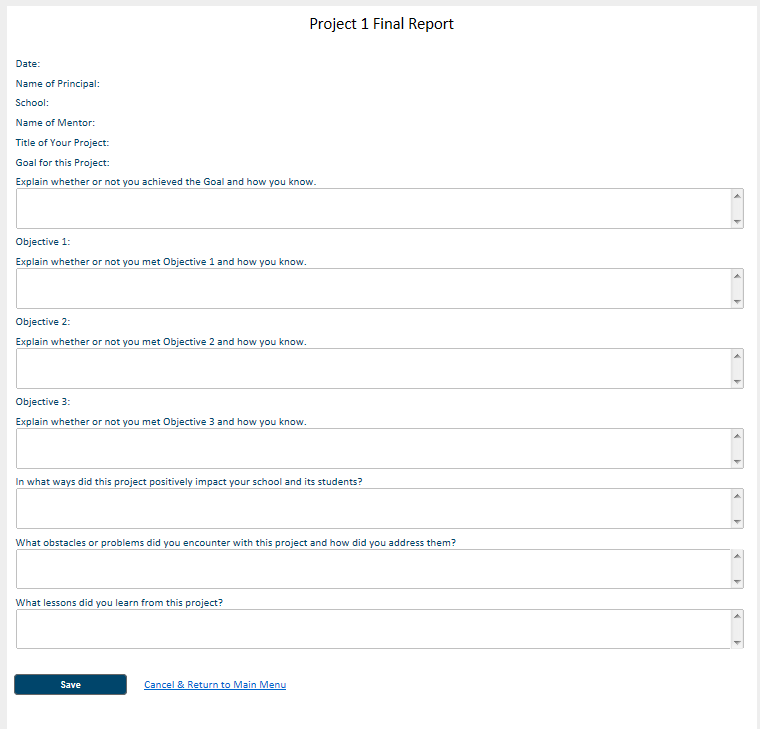 Project 1 Final Report
Date:
Name of Principal:
School:
Name of Mentor:
Title of Your Project:
Goal for this Project:
Explain whether or not you achieved the Goal and how you know.
Objective 1:
Explain whether or not you met Objective 1 and how you know.
Objective 2:
Explain whether or not you met Objective 2 and how you know.
Objective 3:
Explain whether or not you met Objective 3 and how you know.
In what ways did this project positively impact your school and its students?
What obstacles or problems did you encounter with this project and how did you address them?
What lessons did you learn from this project?
Save Cancel & Return to Main Menu